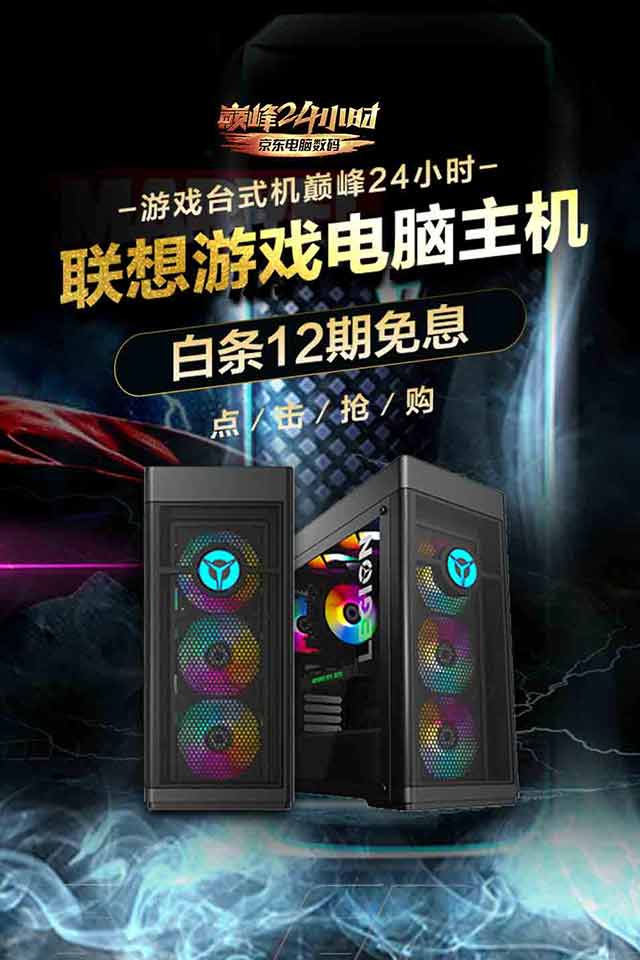 巅峰24小时
京东电脑数码
-游戏台式机巅峰24小时-
联想游戏电脑主机
白条12期免息
点/击/抢/购
LEGION